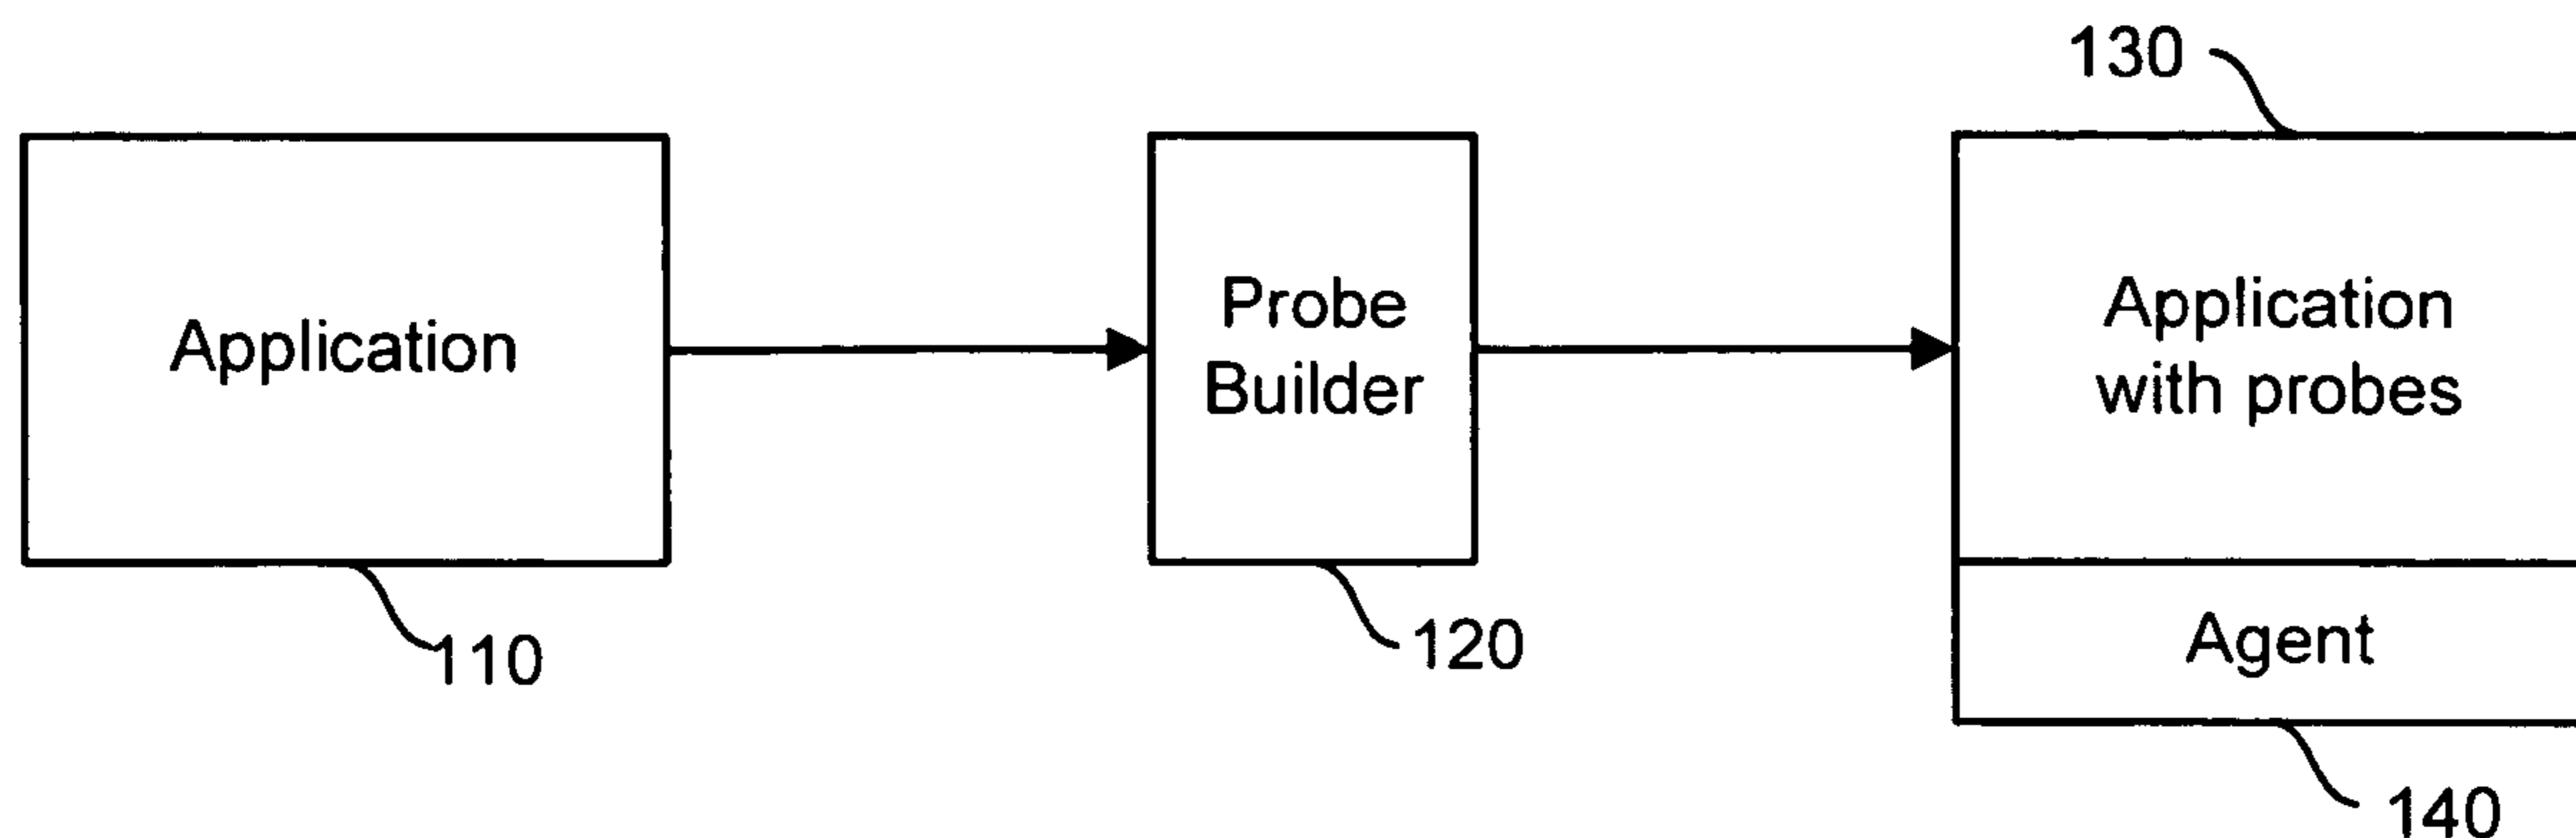 130
Application
Probe
Builder
Application
with probes
Agent
110
120
140